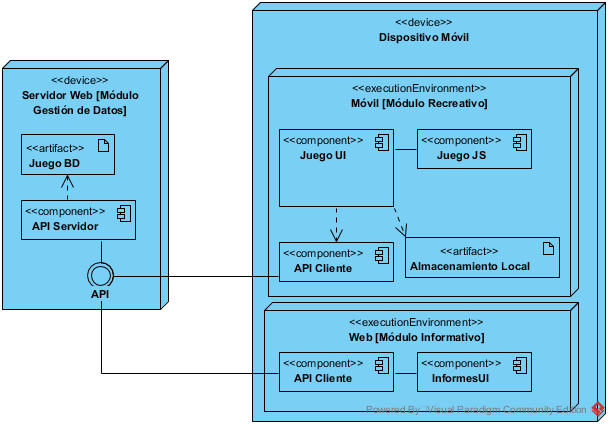 <<device>>
Dispositivo Móvil
<<device>>
Servidor Web [Módulo
Gestión de Datos]
<<artifact>>
Juego BD
<<component>>
API Servidor
API
<<executionEnvironment>>
Móvil [Módulo Recreativo]
<<component>>
Juego UI
<<component>>
Juego JS
<<component>>
API Cliente
<<artifact>>
Almacenamiento Local
<<executionEnvironment>>
Web [Módulo Informativo]
<<component>>
API Cliente
<<component>>
InformesUI
Powered By Visual Paradigm Community Edition